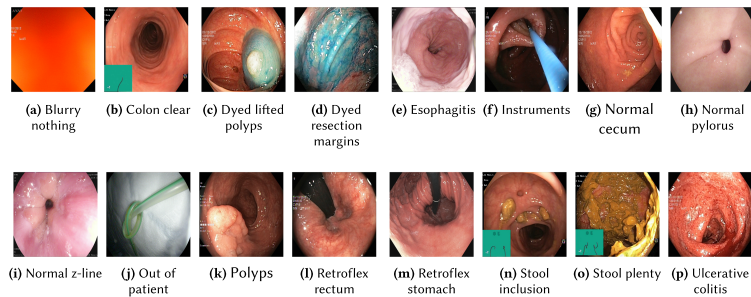 (a) Blurry
nothing
(b) Colon clear
(c) Dyed lifted
polyps
(d) Dyed
resection
margins
(e) Esophagitis
(f) Instruments
(g) Normal
cecum
(h) Normal
pylorus
(i) Normal z-line
(j) Out of
patient
(k) Polyps
(l) Retroflex
rectum
(m) Retroflex
stomach
(n) Stool
inclusion
(o) Stool plenty
(p) Ulcerative
colitis